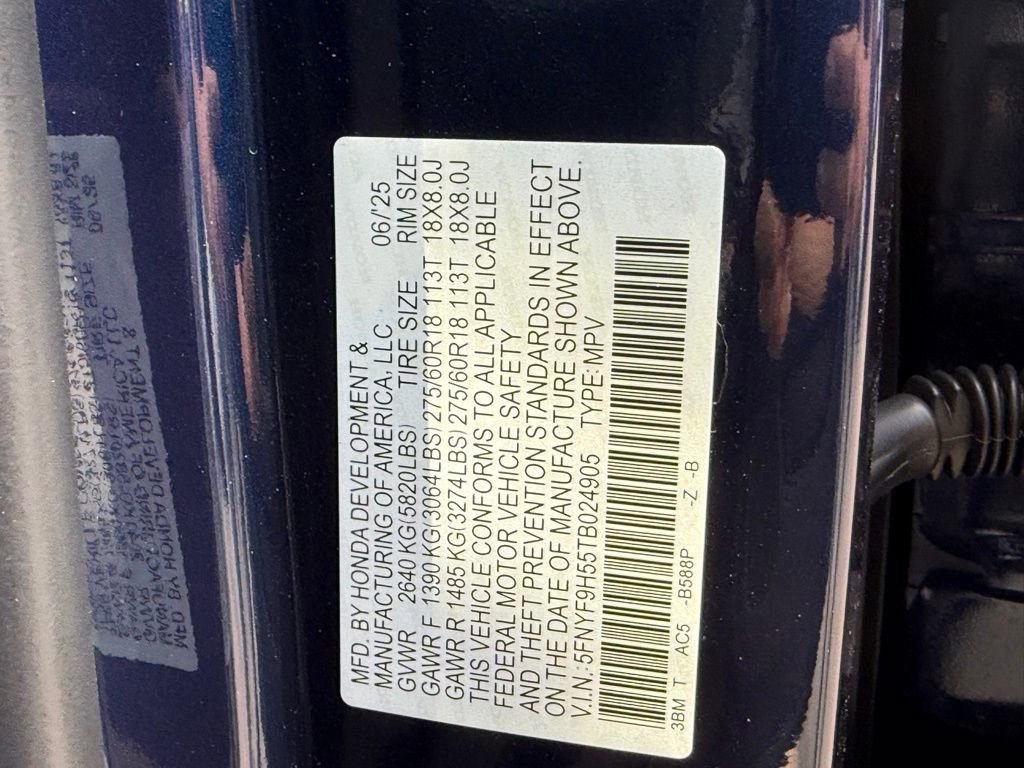 MFD. BY HONDA DEVELOPMENT &
MANUFACTURING OF AMERICA, LLC 06/'25
GVWR 2640 KG(5820LBS) TIRE SIZE RIM SIZE
GAWR F 1390 KG(3064LBS) 275/60R18 113T 18X8.0J
GAWR R 1485 KG(3274LBS) 275/60R18 113T 18X8.0J
THIS VEHICLE CONFORMS TO ALL APPLICABLE
FEDERAL MOTOR VEHICLE SAFETY
AND THEFT PREVENTION STANDARDS IN EFFECT
ON THE DATE OF MANUFACTURE SHOWN ABOVE.
V.I.N.:5FNYF9H55TB024905 TYPE:MPV
3BM T AC5 -B588P -Z -B